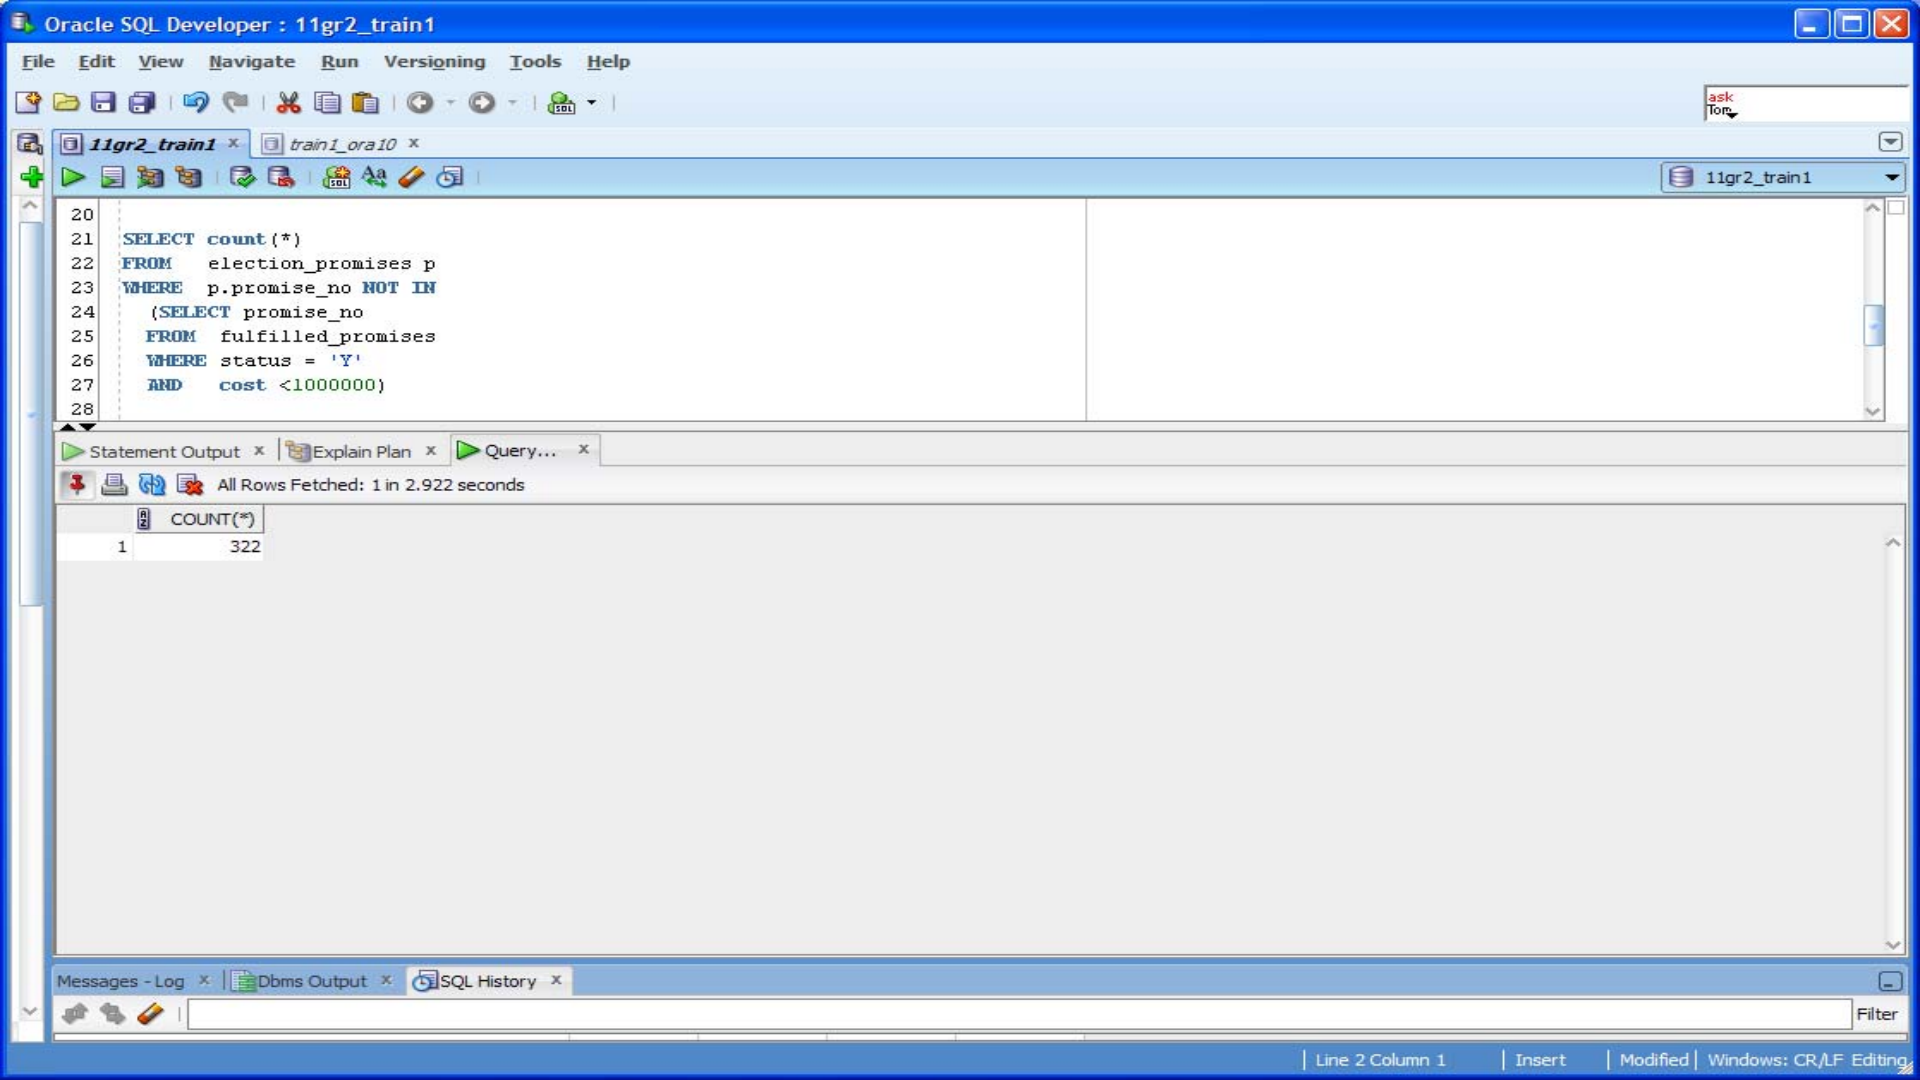 Oracle SQL Developer : 11gr2_train1
File Edit View Navigate Run Versioning Tools Help
ask
Tom
11gr2_train1 train1_ora10
11gr2_train1
20
21 SELECT count(*)
22 FROM election_promises p
23 WHERE p.promise_no NOT IN
24 (SELECT promise_no
25 FROM fulfilled_promises
26 WHERE status = 'Y'
27 AND cost <1000000)
28
Statement Output Explain Plan Query...
All Rows Fetched: 1 in 2.922 seconds
COUNT(*)
1 322
Messages - Log Dbms Output SQL History
Filter
Line 2 Column 1 Insert Modified Windows: CR/LF Editing